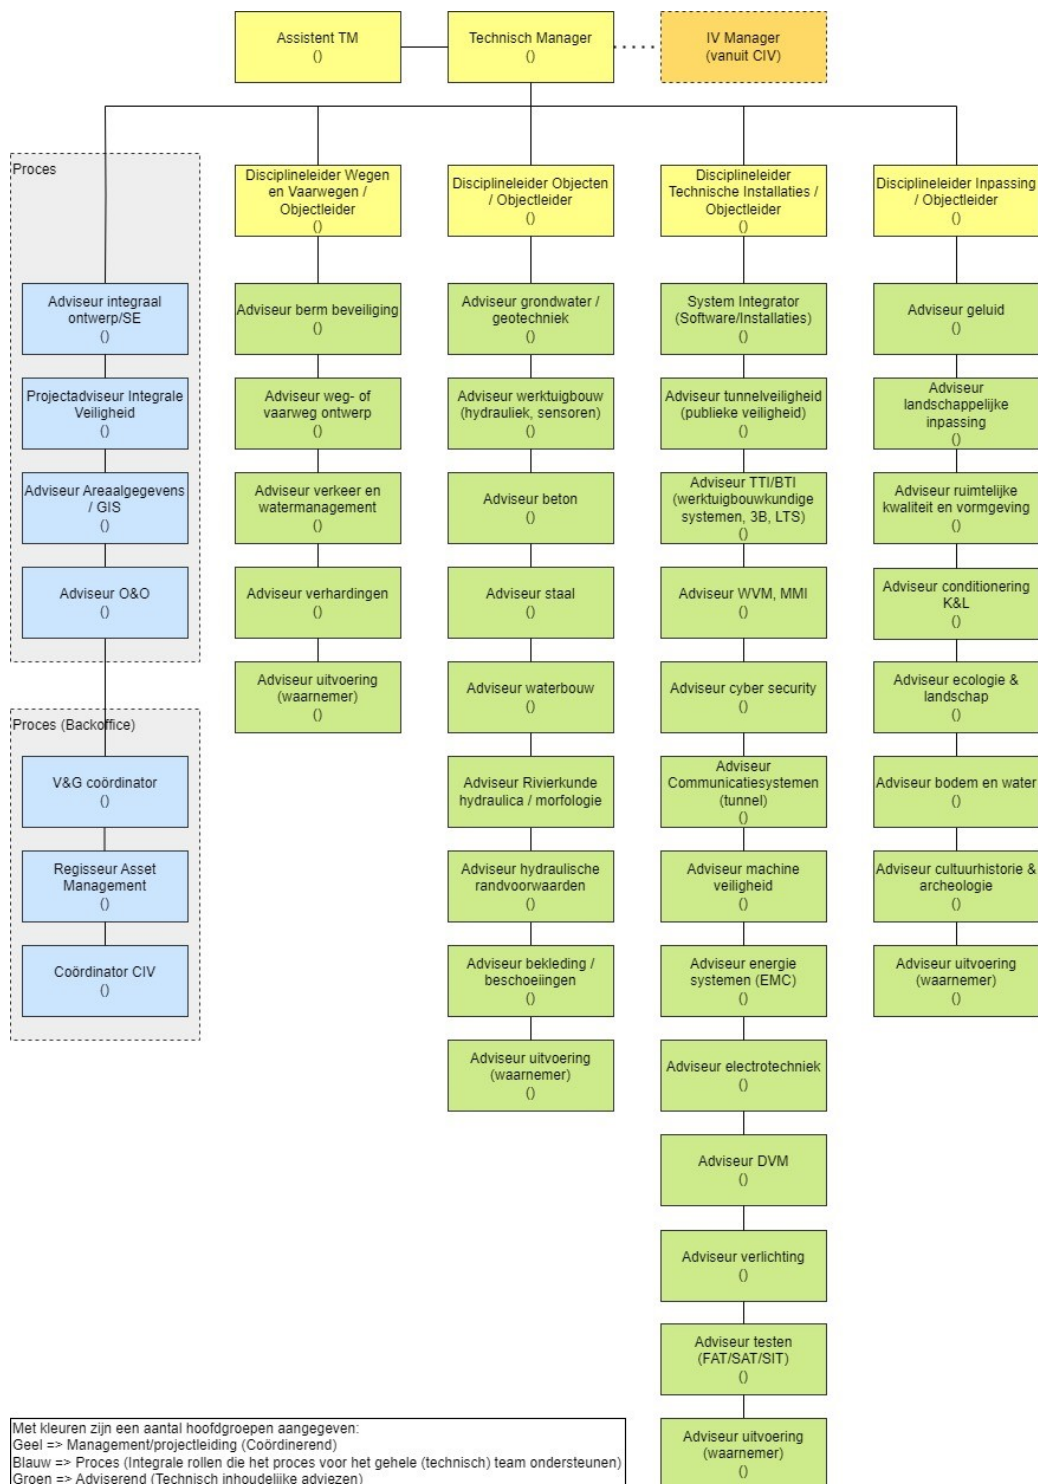 Assistent TM
()
Technisch Manager
()
IV Manager
(vanuit CIV)
Proces
Adviseur integraal
ontwerp/SE
()
Projectadviseur Integrale
Veiligheid
()
Adviseur Areaalgegevens
/ GIS
()
Adviseur O&O
()
Proces (Backoffice)
V&G coördinator
()
Regisseur Asset
Management
()
Coördinator CIV
()
Disciplineleider Wegen
en Vaarwegen /
Objectleider
()
Adviseur berm beveiliging
()
Adviseur weg- of
vaarweg ontwerp
()
Adviseur verkeer en
watermanagement
()
Adviseur verhardingen
()
Adviseur uitvoering
(waarnemer)
()
Disciplineleider Objecten
/ Objectleider
()
Adviseur grondwater /
geotechniek
()
Adviseur werktuigbouw
(hydrauliek, sensoren)
()
Adviseur beton
()
Adviseur staal
()
Adviseur waterbouw
()
Adviseur Rivierkunde
hydraulica / morfologie
Adviseur hydraulische
randvoorwaarden
()
Adviseur bekleding /
beschoeiingen
()
Adviseur uitvoering
(waarnemer)
()
Disciplineleider
Technische Installaties /
Objectleider
()
System Integrator
(Software/Installaties)
()
Adviseur tunnelveiligheid
(publieke veiligheid)
()
Adviseur TTI/BTI
(werktuigbouwkundige
systemen, 3B, LTS)
()
Adviseur WVM, MMI
()
Adviseur cyber security
()
Adviseur
Communicatiesystemen
(tunnel)
()
Adviseur machine
veiligheid
()
Adviseur energie
systemen (EMC)
()
Adviseur electrotechniek
()
Adviseur DVM
()
Adviseur verlichting
()
Adviseur testen
(FAT/SAT/SIT)
()
Adviseur uitvoering
(waarnemer)
()
Disciplineleider Inpassing
/ Objectleider
()
Adviseur geluid
()
Adviseur
landschappelijke
inpassing
()
Adviseur ruimtelijke
kwaliteit en vormgeving
()
Adviseur conditionering
K&L
()
Adviseur ecologie &
landschap
()
Adviseur bodem en water
()
Adviseur cultuurhistorie &
archeologie
()
Adviseur uitvoering
(waarnemer)
()
Met kleuren zijn een aantal hoofdgroepen aangegeven:
Geel => Management/projectleiding (Coördinerend)
Blauw => Proces (Integrale rollen die het proces voor het gehele (technisch) team ondersteunen)
Groen => Adviserend (Technisch inhoudelijke adviezen)